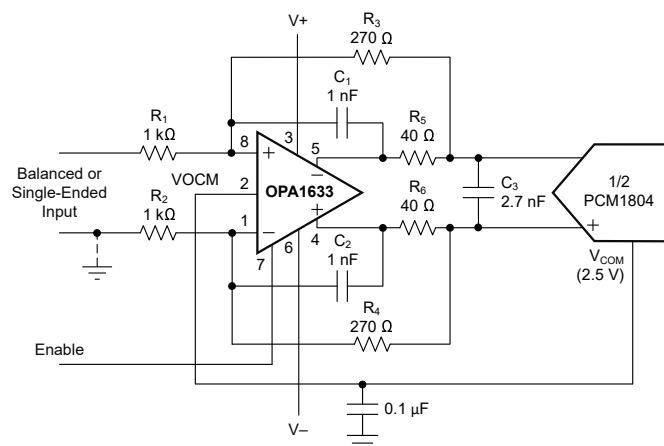 V+
R3
270 Ω
C1
1 nF
R1
1 kΩ
R5
40 Ω
8
3
5
+
−
Balanced or
Single-Ended
Input
VOCM
2
OPA1633
R2
1 kΩ
R6
40 Ω
C3
2.7 nF
1/2
PCM1804
1
−
+
7
6
4
+
C2
1 nF
VCOM
(2.5 V)
R4
270 Ω
Enable
0.1 µF
V−